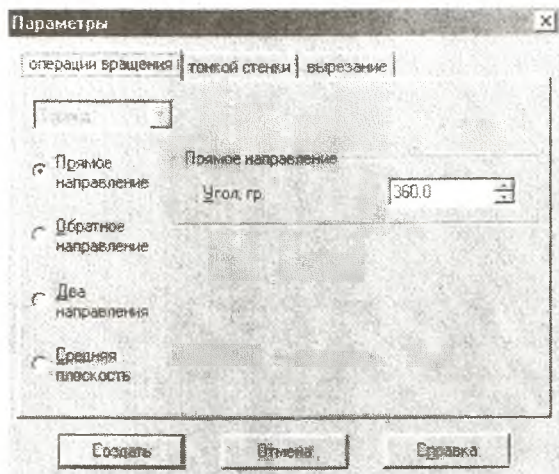 Параметры
операции вращения
тонкой стенки
вырезание
Прямое
направление
Обратное
направление
Два
направления
Средняя
плоскость
Прямое направление
Угол, гр.
360.0
Создать
Отмена
Справка